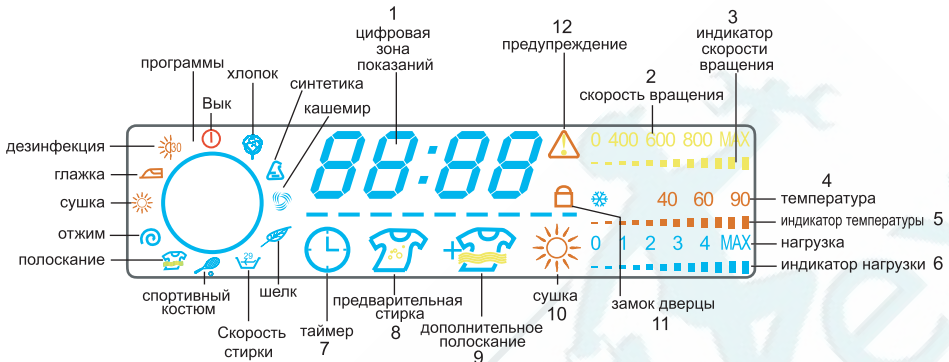 1
цифровая
зона
показаний
12
предупреждение
3
индикатор
скорости
вращения
2
скорость вращения
программы
хлопок
синтетика
кашемир
Вык
дезинфекция
глажка
сушка
отжим
полоскание
30
29
88:88
0 400 600 800 MAX
40 60 90
0 1 2 3 4 MAX
4
температура
индикатор температуры 5
нагрузка
индикатор нагрузки 6
спортивный
костюм
Скорость
стирки
шелк
таймер
7
предварительная
стирка
8
дополнительное
полоскание
9
сушка
10
замок дверцы
11